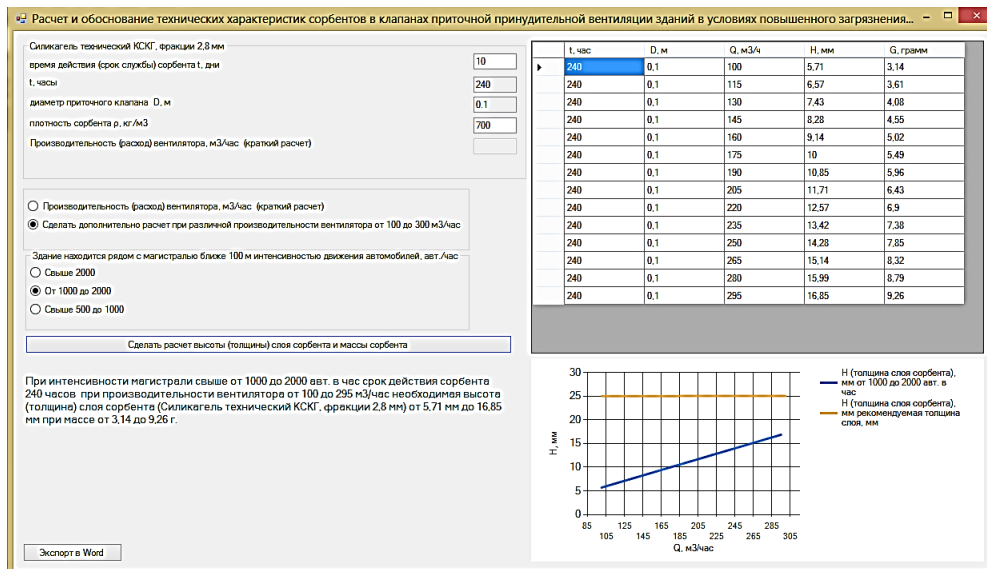 Расчет и обоснование технических характеристик сорбентов в клапанах приточной принудительной вентиляции зданий в условиях повышенного загрязнения...
Силикагель технический КСКГ, фракции 2,8 мм
время действия (срок службы) сорбента t, дни 10
t, часы 240
диаметр приточного клапана D, м 0.1
плотность сорбента ρ, кг/м3 700
Производительность (расход) вентилятора, м3/час (краткий расчет)
Производительность (расход) вентилятора, м3/час (краткий расчет)
Сделать дополнительно расчет при различной производительности вентилятора от 100 до 300 м3/час
Здание находится рядом с магистралью ближе 100 м интенсивностью движения автомобилей, авт./час
Свыше 2000
От 1000 до 2000
Свыше 500 до 1000
Сделать расчет высоты (толщины) слоя сорбента и массы сорбента
При интенсивности магистрали свыше от 1000 до 2000 авт. в час срок действия сорбента
240 часов при производительности вентилятора от 100 до 295 м3/час необходимая высота
(толщина) слоя сорбента (Силикагель технический КСКГ, фракции 2,8 мм) от 5,71 мм до 16,85
мм при массе от 3,14 до 9,26 г.
Экспорт в Word
t, час D, м Q, м3/ч H, мм G, грамм
240 0,1 100 5,71 3,14
240 0,1 115 6,57 3,61
240 0,1 130 7,43 4,08
240 0,1 145 8,28 4,55
240 0,1 160 9,14 5,02
240 0,1 175 10 5,49
240 0,1 190 10,85 5,96
240 0,1 205 11,71 6,43
240 0,1 220 12,57 6,9
240 0,1 235 13,42 7,38
240 0,1 250 14,28 7,85
240 0,1 265 15,14 8,32
240 0,1 280 15,99 8,79
240 0,1 295 16,85 9,26
30
25
20
15
10
5
0
H, мм
85 125 165 205 245 285
105 145 185 225 265 305
Q, м3/час
H (толщина слоя сорбента),
мм от 1000 до 2000 авт. в
час
H (толщина слоя сорбента),
мм рекомендуемая толщина
слоя, мм